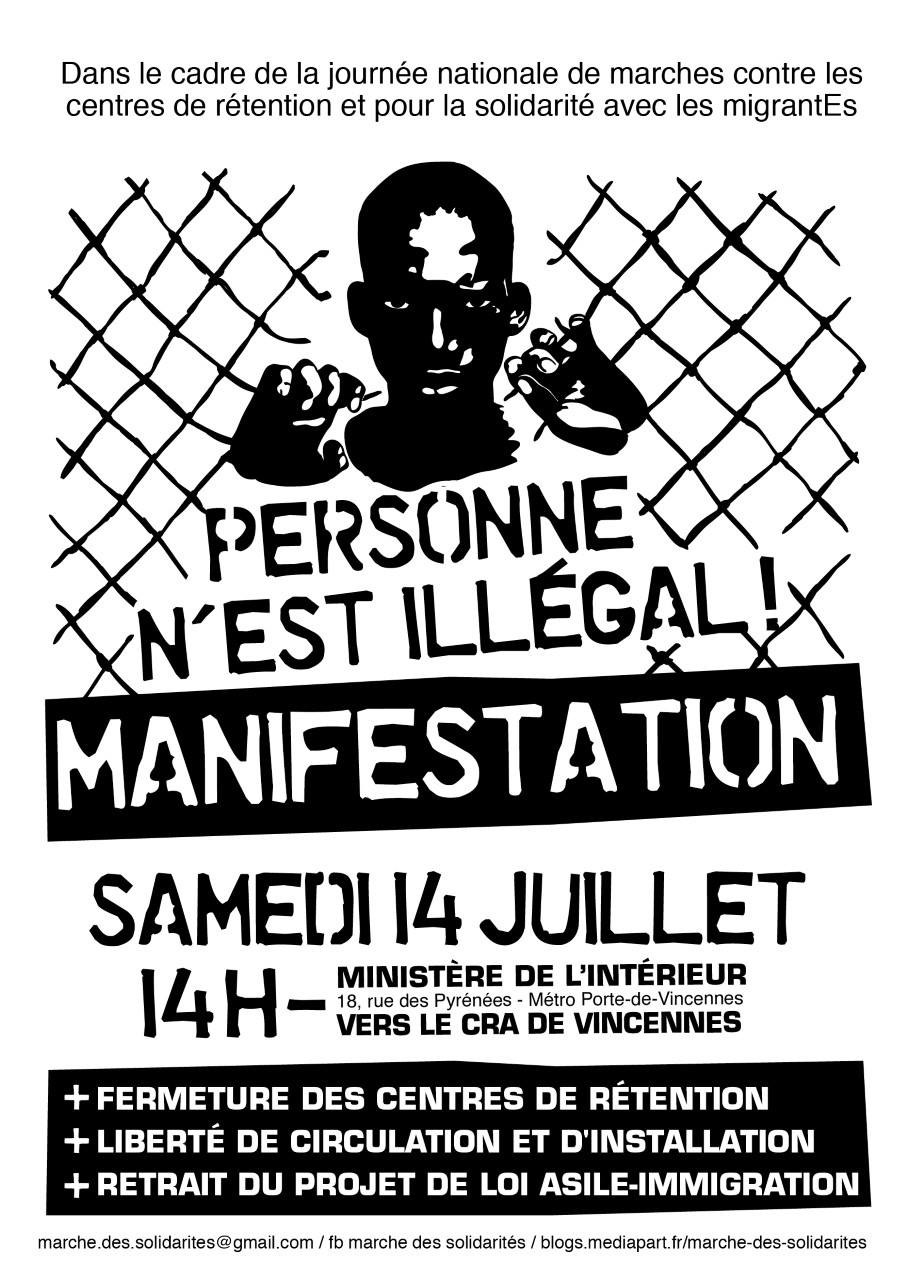 Dans le cadre de la journée nationale de marches contre les
centres de rétention et pour la solidarité avec les migrantEs
PERSONNE
N'EST ILLÉGAL!
MANIFESTATION
SAMEDI 14 JUILLET
14H- MINISTÈRE DE L'INTÉRIEUR
18, rue des Pyrénées - Métro Porte-de-Vincennes
VERS LE CRA DE VINCENNES
+ FERMETURE DES CENTRES DE RÉTENTION
+ LIBERTÉ DE CIRCULATION ET D'INSTALLATION
+ RETRAIT DU PROJET DE LOI ASILE-IMMIGRATION
marche.des.solidarites@gmail.com / fb marche des solidarités / blogs.mediapart.fr/marche-des-solidarites